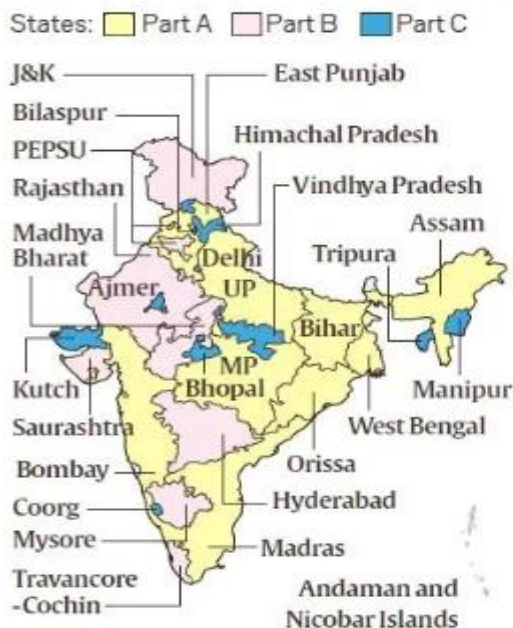 States: Part A Part B Part C
J&K
East Punjab
Bilaspur
Himachal Pradesh
PEPSU
Rajasthan
Vindhya Pradesh
Madhya
Bharat
Assam
Tripura
Delhi
UP
Ajmer
Bihar
MP
Bhopal
Kutch
Manipur
Saurashtra
West Bengal
Orissa
Bombay
Hyderabad
Coorg
Mysore
Madras
Travancore
-Cochin
Andaman and
Nicobar Islands